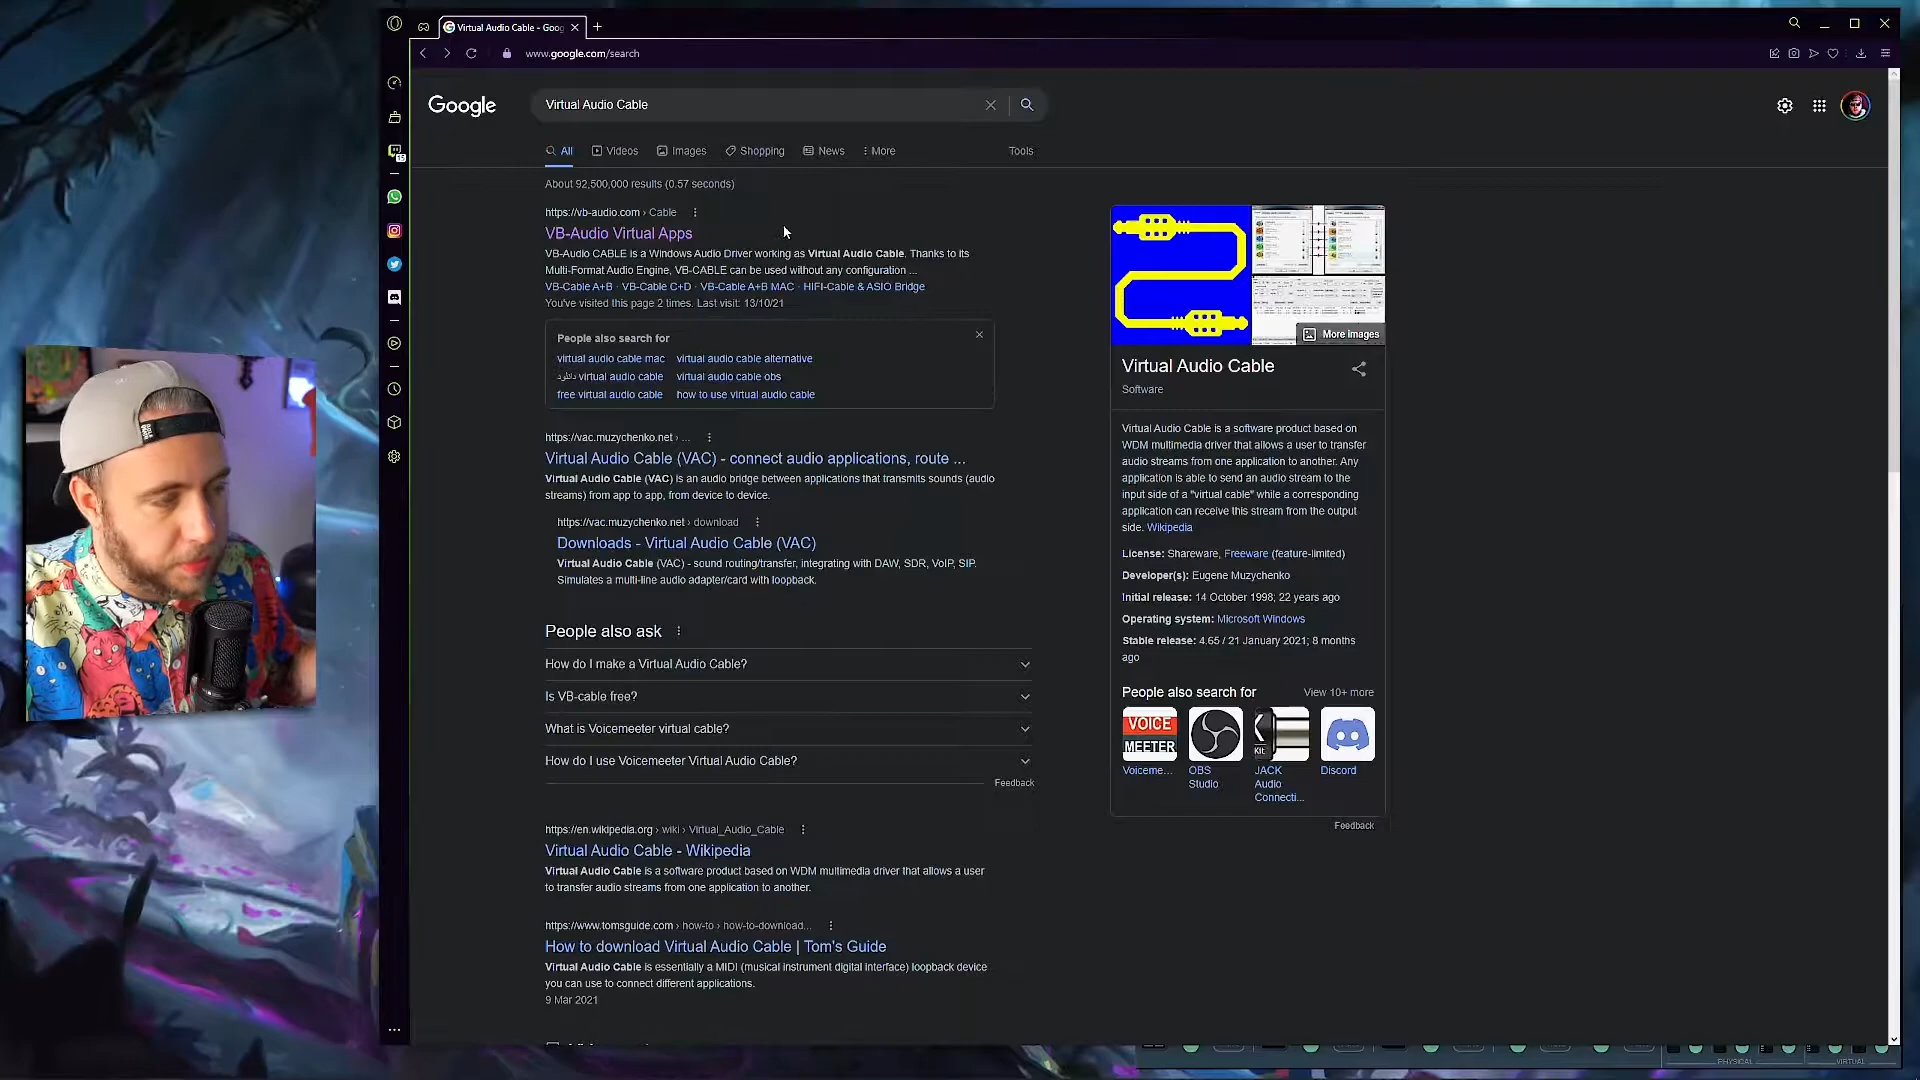 Virtual Audio Cable - Goog
www.google.com/search
Google
Virtual Audio Cable
All
Videos
Images
Shopping
News
More
Tools
About 92,500,000 results (0.57 seconds)
https://vb-audio.com › Cable
VB-Audio Virtual Apps
VB-Audio CABLE is a Windows Audio Driver working as Virtual Audio Cable. Thanks to its
Multi-Format Audio Engine, VB-CABLE can be used without any configuration ...
VB-Cable A+B · VB-Cable C+D · VB-Cable A+B MAC · HIFI-Cable & ASIO Bridge
You've visited this page 2 times. Last visit: 13/10/21
People also search for
virtual audio cable mac
virtual audio cable alternative
دانلود virtual audio cable
virtual audio cable obs
free virtual audio cable
how to use virtual audio cable
https://vac.muzychenko.net › ...
Virtual Audio Cable (VAC) - connect audio applications, route ...
Virtual Audio Cable (VAC) is an audio bridge between applications that transmits sounds (audio
streams) from app to app, from device to device.
https://vac.muzychenko.net › download
Downloads - Virtual Audio Cable (VAC)
Virtual Audio Cable (VAC) - sound routing/transfer, integrating with DAW, SDR, VoIP, SIP.
Simulates a multi-line audio adapter/card with loopback.
People also ask
How do I make a Virtual Audio Cable?
Is VB-cable free?
What is Voicemeeter virtual cable?
How do I use Voicemeeter Virtual Audio Cable?
Feedback
https://en.wikipedia.org › wiki › Virtual_Audio_Cable
Virtual Audio Cable - Wikipedia
Virtual Audio Cable is a software product based on WDM multimedia driver that allows a user
to transfer audio streams from one application to another.
https://www.tomsguide.com › how-to › how-to-download...
How to download Virtual Audio Cable | Tom's Guide
Virtual Audio Cable is essentially a MIDI (musical instrument digital interface) loopback device
you can use to connect different applications.
9 Mar 2021
More images
Virtual Audio Cable
Software
Virtual Audio Cable is a software product based on
WDM multimedia driver that allows a user to transfer
audio streams from one application to another. Any
application is able to send an audio stream to the
input side of a "virtual cable" while a corresponding
application can receive this stream from the output
side. Wikipedia
License: Shareware, Freeware (feature-limited)
Developer(s): Eugene Muzychenko
Initial release: 14 October 1998; 22 years ago
Operating system: Microsoft Windows
Stable release: 4.65 / 21 January 2021; 8 months
ago
People also search for
View 10+ more
VOICE
MEETER
Kit.
Voiceme...
OBS
Studio
JACK
Audio
Connecti...
Discord
Feedback
PHYSICAL
VIRTUAL